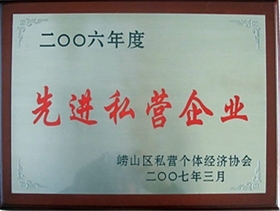 二〇〇六年度
先进私营企业
崂山区私营个体经济协会
二〇〇七年三月